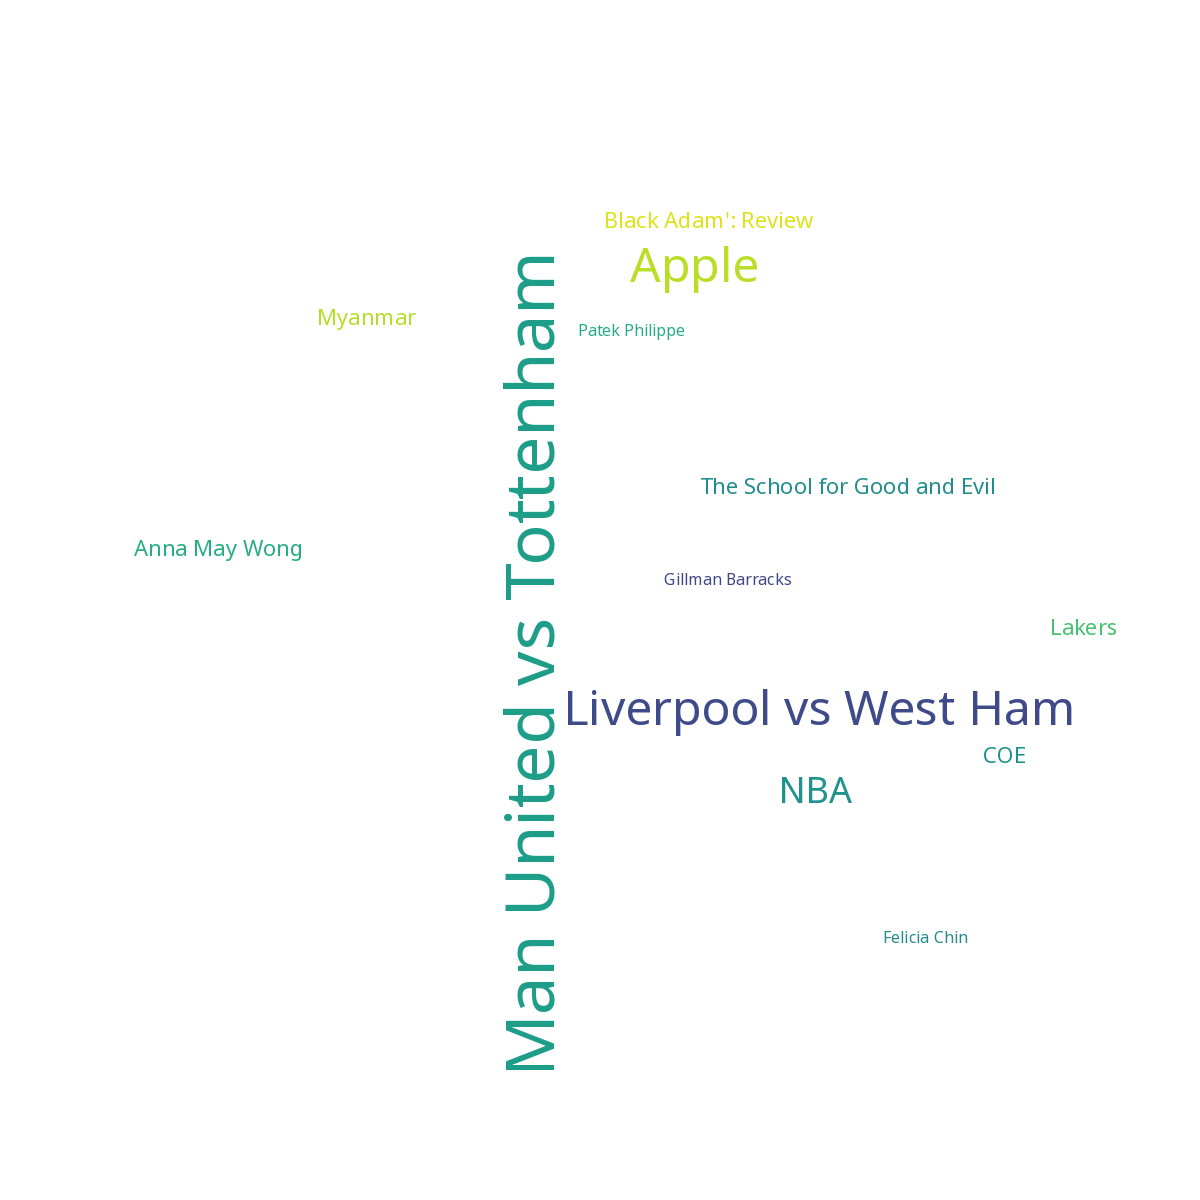 Black Adam': Review
Apple
Myanmar
Patek Philippe
Man United vs Tottenham
The School for Good and Evil
Anna May Wong
Gillman Barracks
Lakers
Liverpool vs West Ham
COE
NBA
Felicia Chin